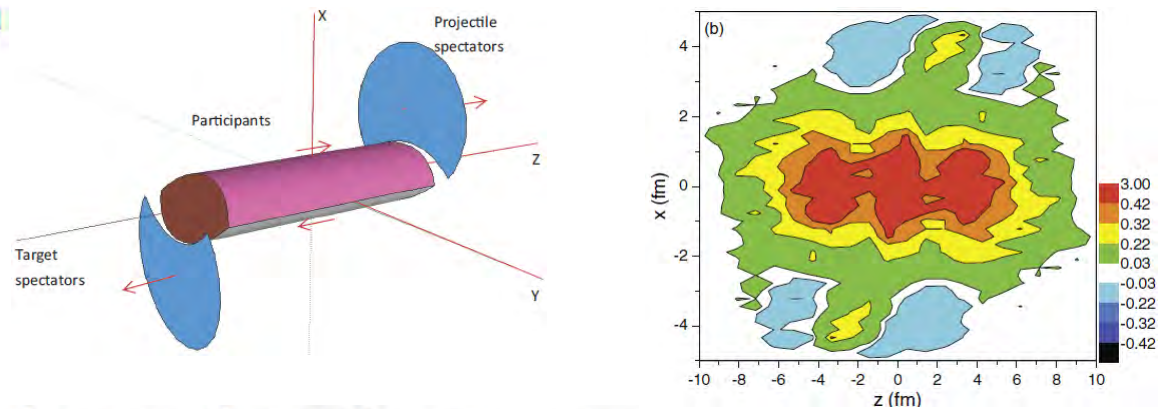 X
Projectile
spectators
Participants
Z
Target
spectators
Y
(b)
4
2
0
-2
-4
x (fm)
-10 -8 -6 -4 -2 0 2 4 6 8 10
z (fm)
3.00
0.42
0.32
0.22
0.03
-0.03
-0.22
-0.32
-0.42